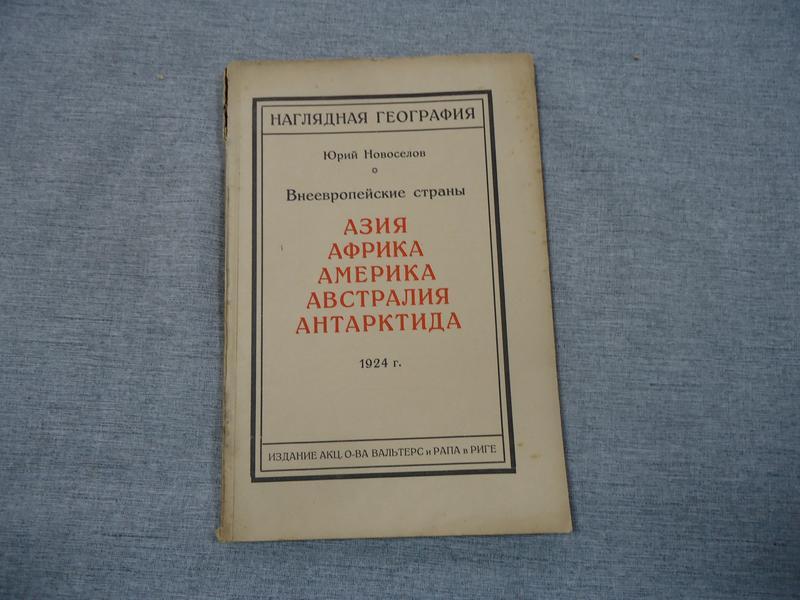 НАГЛЯДНАЯ ГЕОГРАФИЯ
Юрий Новоселов
Внеевропейские страны
АЗИЯ
АФРИКА
АМЕРИКА
АВСТРАЛИЯ
АНТАРКТИДА
1924 г.
ИЗДАНИЕ АКЦ. О-ВА ВАЛЬТЕРС и РАПА в РИГЕ